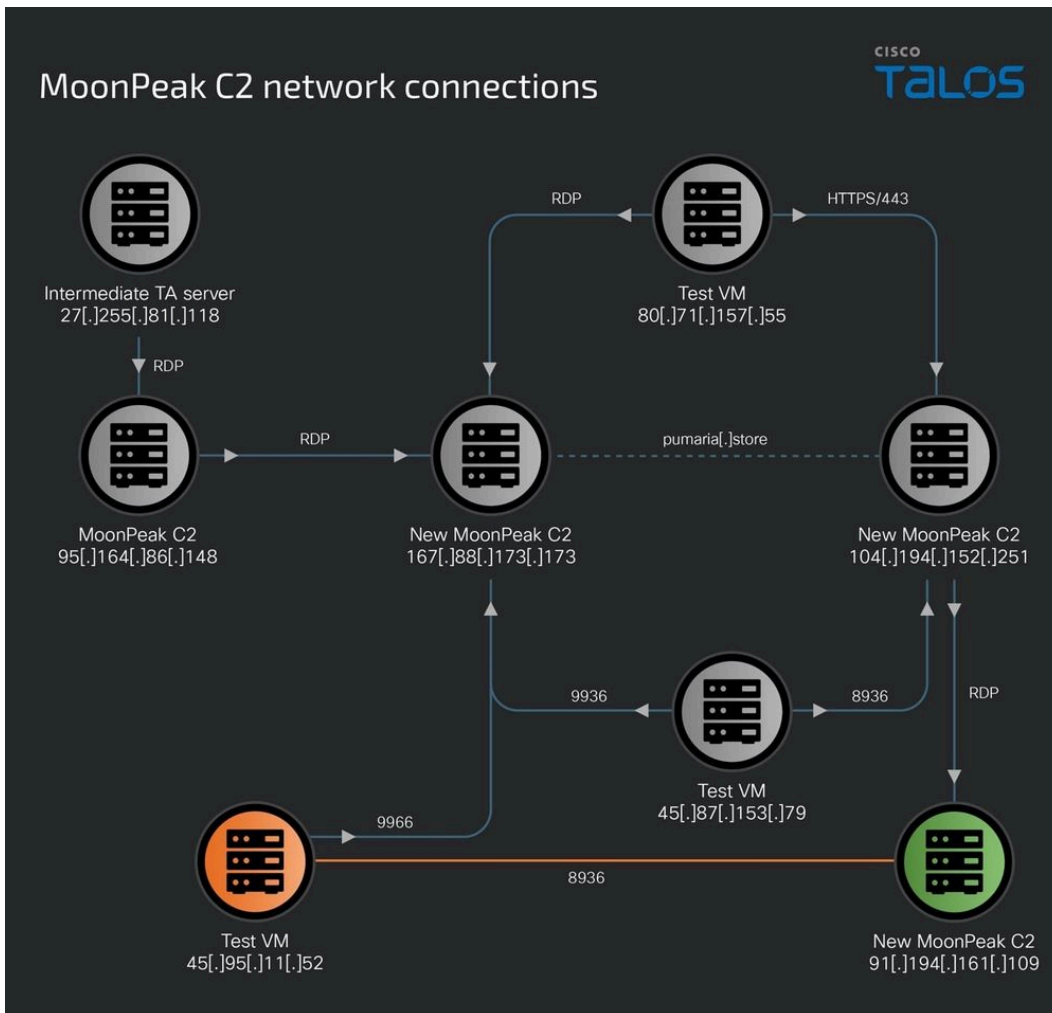 CISCO
TALOS
MoonPeak C2 network connections
RDP
HTTPS/443
Intermediate TA server
27[.]255[.]81[.]118
Test VM
80[.]71[.]157[.]55
RDP
RDP
pumaria[.]store
MoonPeak C2
95[.]164[.]86[.]148
New MoonPeak C2
167[.]88[.]173[.]173
New MoonPeak C2
104[.]194[.]152[.]251
9936
8936
RDP
Test VM
45[.]87[.]153[.]79
9966
8936
Test VM
45[.]95[.]11[.]52
New MoonPeak C2
91[.]194[.]161[.]109